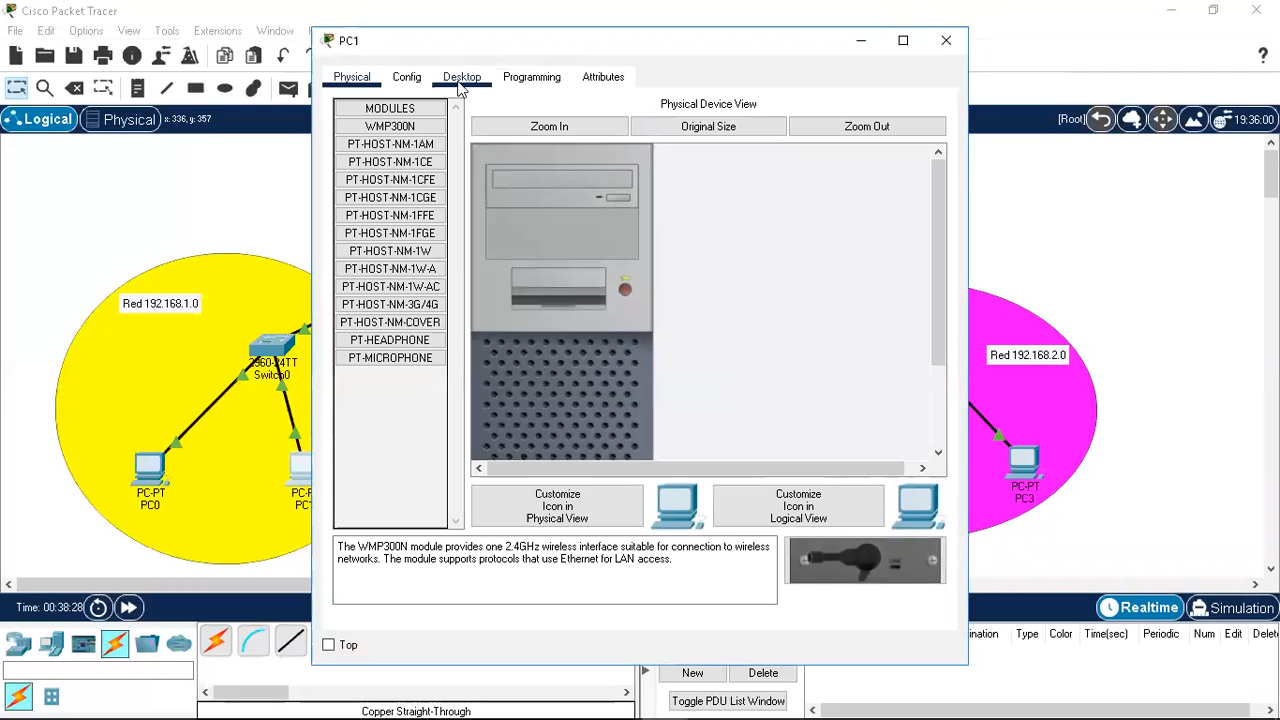 Cisco Packet Tracer
File Edit Options View Tools Extensions Window
Logical
Physical
x: 336, y: 357
[Root]
19:36:00
PC1
Physical Config Desktop Programming Attributes
MODULES
WMP300N
PT-HOST-NM-1AM
PT-HOST-NM-1CE
PT-HOST-NM-1CFE
PT-HOST-NM-1CGE
PT-HOST-NM-1FFE
PT-HOST-NM-1FGE
PT-HOST-NM-1W
PT-HOST-NM-1W-A
PT-HOST-NM-1W-AC
PT-HOST-NM-3G/4G
PT-HOST-NM-COVER
PT-HEADPHONE
PT-MICROPHONE
Physical Device View
Zoom In
Original Size
Zoom Out
Customize
Icon in
Physical View
Customize
Icon in
Logical View
The WMP300N module provides one 2.4GHz wireless interface suitable for connection to wireless
networks. The module supports protocols that use Ethernet for LAN access.
Top
Red 192.168.1.0
2960-24TT
Switch0
PC-PT
PC0
Red 192.168.2.0
PC-PT
PC3
Time: 00:38:28
Realtime
Simulation
Type Color Time(sec) Periodic Num Edit
New
Delete
Toggle PDU List Window
Copper Straight-Through